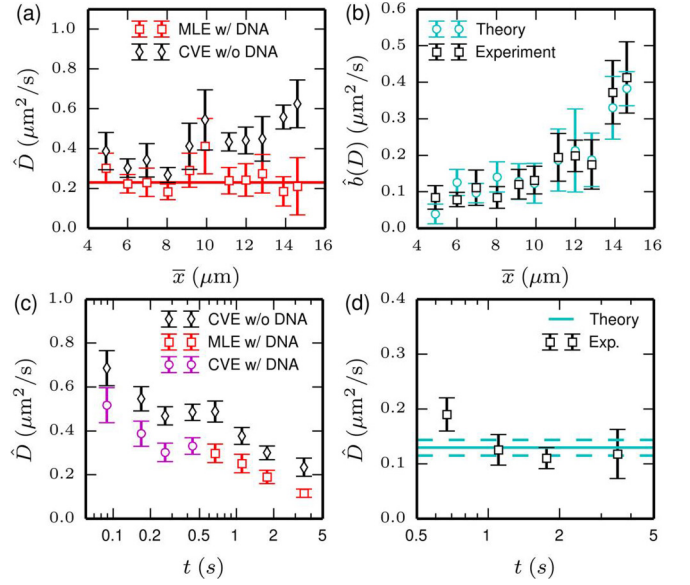 (a)
MLE w/ DNA
CVE w/o DNA
D̂ (μm²/s)
1.0
0.8
0.6
0.4
0.2
0.0
4 6 8 10 12 14 16
x̅ (μm)
(b)
Theory
Experiment
b̂(D) (μm²/s)
0.6
0.5
0.4
0.3
0.2
0.1
0.0
4 6 8 10 12 14 16
x̅ (μm)
(c)
CVE w/o DNA
MLE w/ DNA
CVE w/ DNA
D̂ (μm²/s)
1.0
0.8
0.6
0.4
0.2
0.0
0.1 0.2 0.5 1 2 5
t (s)
(d)
Theory
Exp.
D̂ (μm²/s)
0.4
0.3
0.2
0.1
0.0
0.5 1 2 5
t (s)